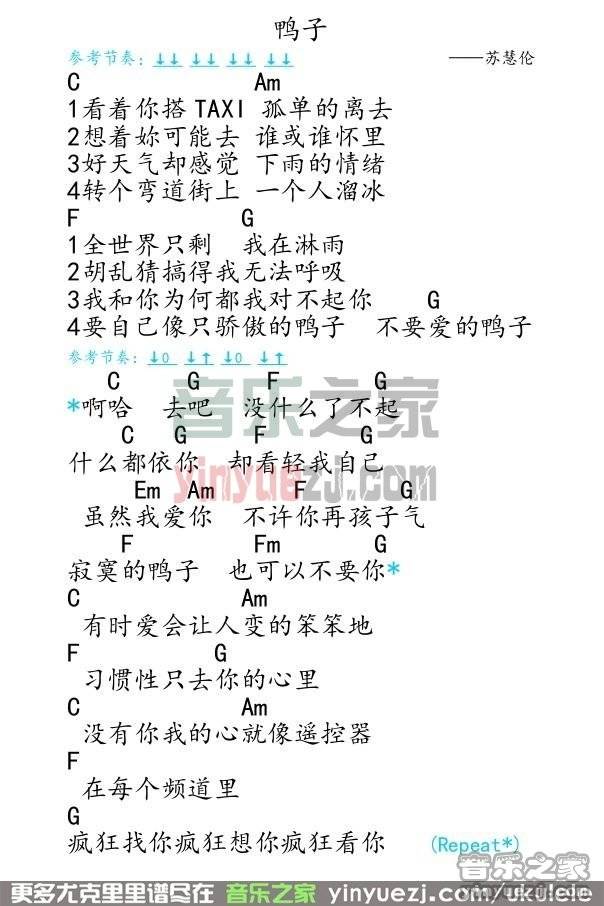 鸭子
参考节奏: ↓↓ ↓↓ ↓↓ ↓↓ ——苏慧伦
C Am
1看着你搭TAXI 孤单的离去
2想着妳可能去 谁或谁怀里
3好天气却感觉 下雨的情绪
4转个弯道街上 一个人溜冰
F G
1全世界只剩 我在淋雨
2胡乱猜搞得我无法呼吸
3我和你为何都我对不起你 G
4要自己像只骄傲的鸭子 不要爱的鸭子
参考节奏: ↓0 ↓↑ ↓0 ↓↑
C G F G
*啊哈 去吧 没什么了不起
C G F G
什么都依你 却看轻我自己
Em Am F G
虽然我爱你 不许你再孩子气
F Fm G
寂寞的鸭子 也可以不要你*
C Am
有时爱会让人变的笨笨地
F G
习惯性只去你的心里
C Am
没有你我的心就像遥控器
F
在每个频道里
G
疯狂找你疯狂想你疯狂看你 (Repeat*)
音乐之家
yinyuezj.com
音乐之家
更多尤克里里谱尽在 音乐之家 yinyuezj.com/uku.com